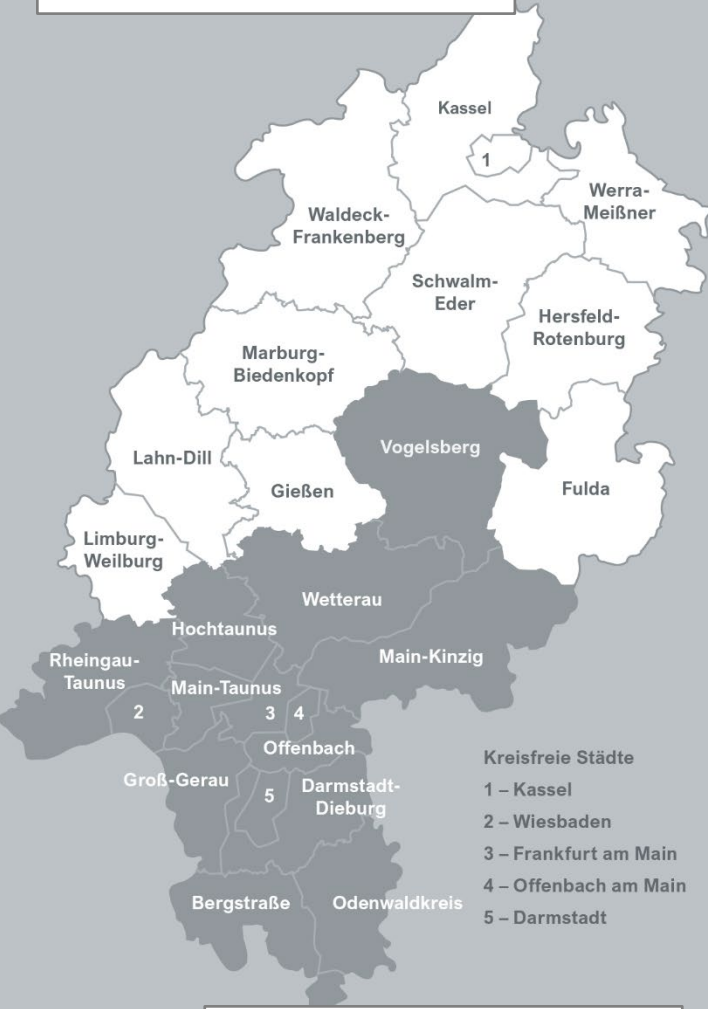 Kassel
1
Werra-
Meißner
Waldeck-
Frankenberg
Schwalm-
Eder
Hersfeld-
Rotenburg
Marburg-
Biedenkopf
Vogelsberg
Lahn-Dill
Gießen
Fulda
Limburg-
Weilburg
Wetterau
Hochtaunus
Main-Kinzig
Rheingau-
Taunus
Main-Taunus
2
3
4
Offenbach
Groß-Gerau
5
Darmstadt-
Dieburg
Bergstraße
Odenwaldkreis
Kreisfreie Städte
1 – Kassel
2 – Wiesbaden
3 – Frankfurt am Main
4 – Offenbach am Main
5 – Darmstadt